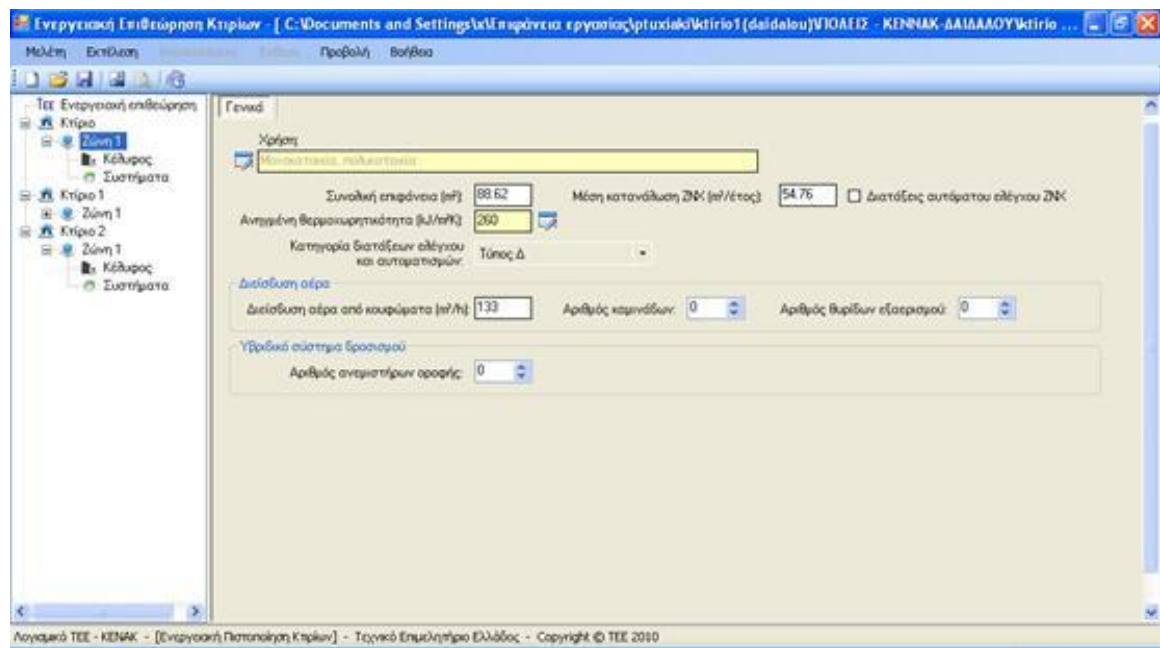 Ενεργειακή Επιθεώρηση Κτιρίων - [ C:\Documents and Settings\x\Επιφάνεια εργασίας\ptuxiaki\ktirio1(daidalou)\ΠΟΛΕΙΣ - ΚΕΝΝΑΚ-ΔΑΙΔΑΛΟΥ\ktirio ...
Μελέτη Εκτέλεση Προβολή Βοήθεια
ΤΕΕ Ενεργειακή επιθεώρηση
Κτίριο
Ζώνη 1
Κέλυφος
Συστήματα
Κτίριο 1
Ζώνη 1
Κτίριο 2
Ζώνη 1
Κέλυφος
Συστήματα
Γενικά
Χρήση:
Μονοκατοικία, πολυκατοικία
Συνολική επιφάνεια (m²): 88.62 Μέση κατανάλωση ΖΝΧ (m³/έτος): 54.76 Διατάξεις αυτόματου ελέγχου ΖΝΧ
Ανηγμένη θερμοχωρητικότητα (kJ/m²K): 260
Κατηγορία διατάξεων ελέγχου
και αυτοματισμών: Τύπος Δ
Διείσδυση αέρα
Διείσδυση αέρα από κουφώματα (m³/h): 133 Αριθμός καμινάδων: 0 Αριθμός θυρίδων εξαερισμού: 0
Υβριδικό σύστημα δροσισμού
Αριθμός ανεμιστήρων οροφής: 0
Λογισμικό ΤΕΕ - ΚΕΝΑΚ - [Ενεργειακή Πιστοποίηση Κτιρίων] - Τεχνικό Επιμελητήριο Ελλάδος - Copyright © ΤΕΕ 2010